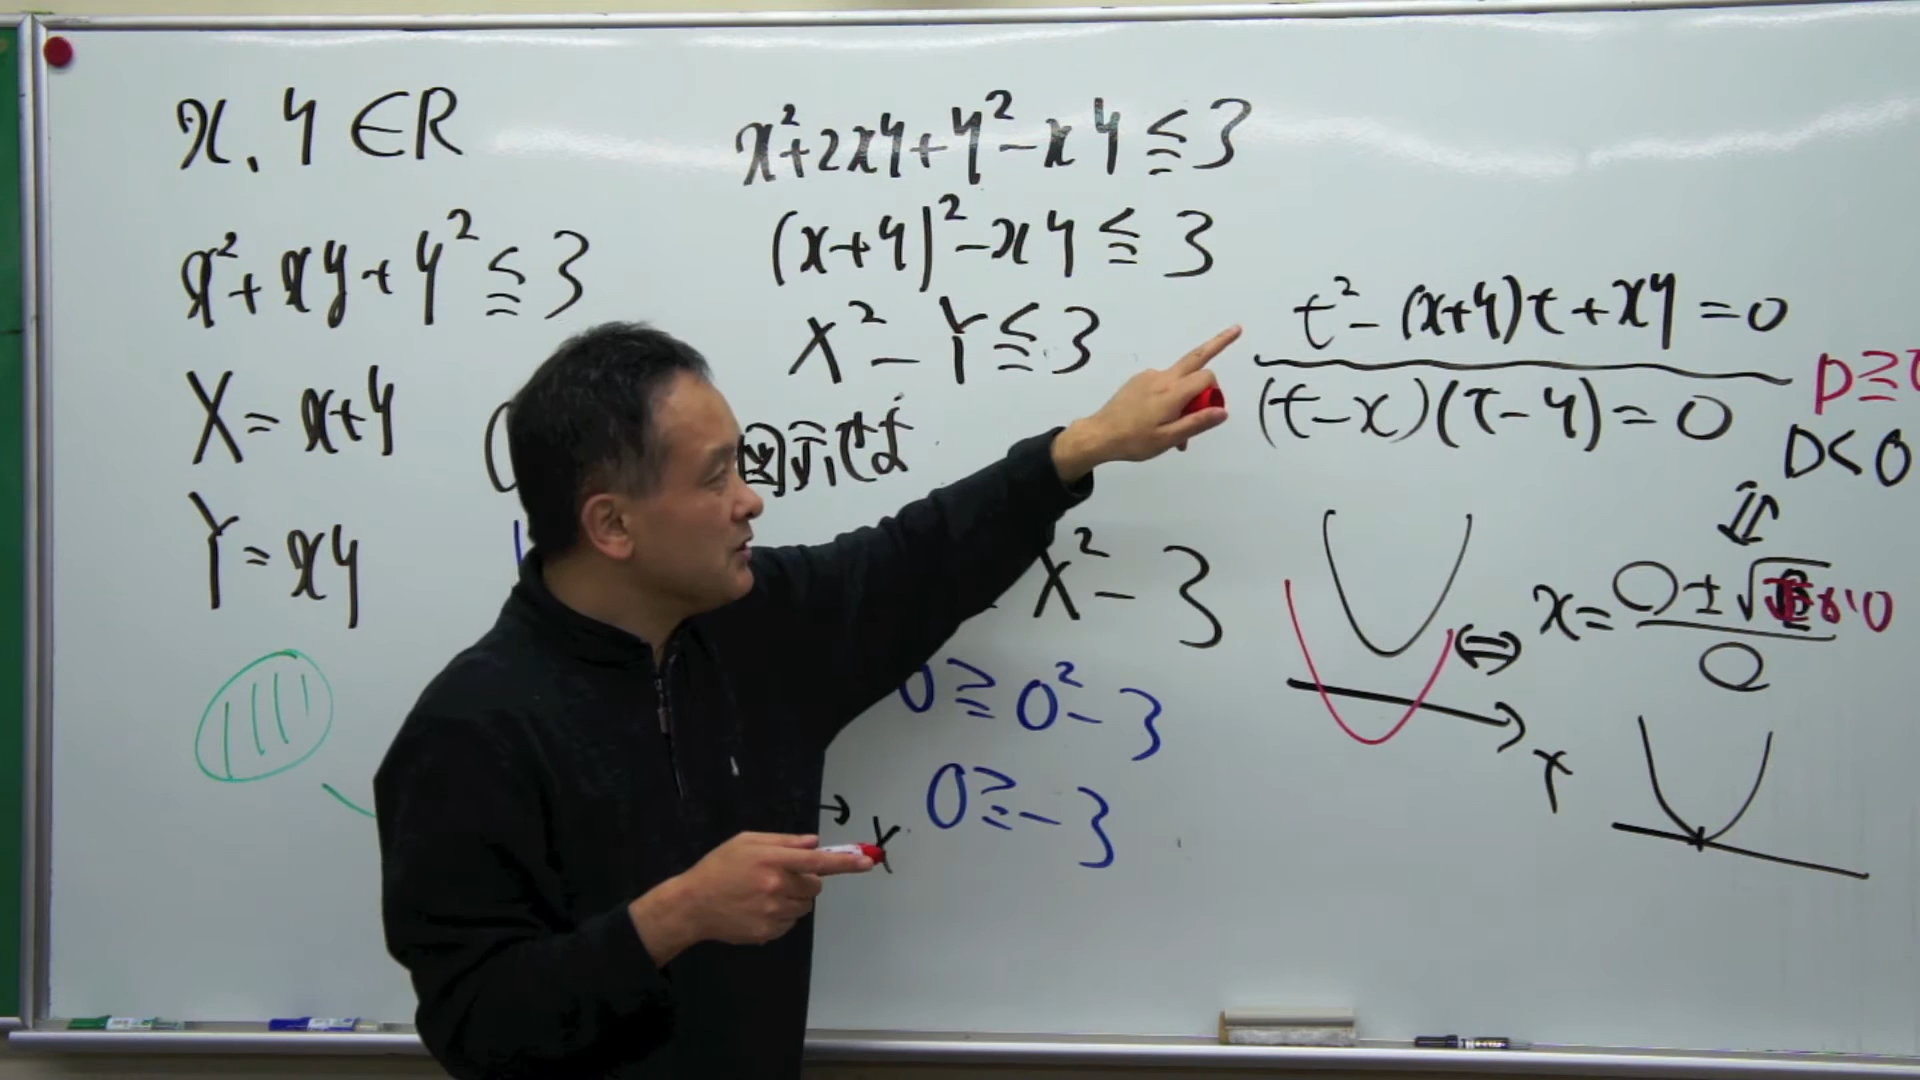 x, y ∈ R
x²+xy+y² ≦ 3
X = x+y
Y = xy
x²+2xy+y²-xy ≦ 3
(x+y)²-xy ≦ 3
X²-Y ≦ 3
図示せよ
X²-3
0 ≧ 0²-3
0 ≧ -3
t²-(x+y)t+xy=0
(t-x)(t-y)=0
D ≧ 0
D < 0
⇔
⇔ x =